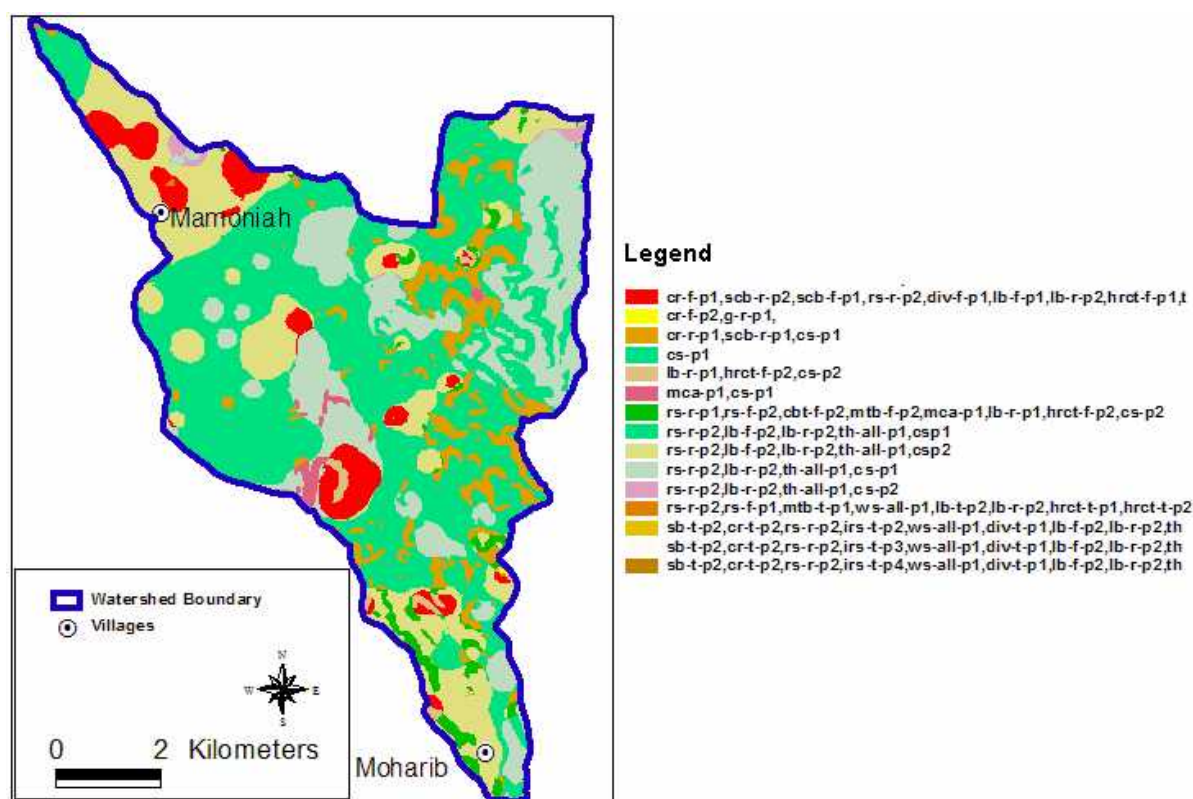 Mamoniah
Legend
cr-f-p1,scb-r-p2,scb-f-p1,rs-r-p2,div-f-p1,lb-f-p1,lb-r-p2,hrct-f-p1,t
cr-f-p2,g-r-p1,
cr-r-p1,scb-r-p1,cs-p1
cs-p1
lb-r-p1,hrct-f-p2,cs-p2
mca-p1,cs-p1
rs-r-p1,rs-f-p2,cbt-f-p2,mtb-f-p2,mca-p1,lb-r-p1,hrct-f-p2,cs-p2
rs-r-p2,lb-f-p2,lb-r-p2,th-all-p1,csp1
rs-r-p2,lb-f-p2,lb-r-p2,th-all-p1,csp2
rs-r-p2,lb-r-p2,th-all-p1,cs-p1
rs-r-p2,lb-r-p2,th-all-p1,cs-p2
rs-r-p2,rs-f-p1,mtb-t-p1,ws-all-p1,lb-t-p2,lb-r-p2,hrct-t-p1,hrct-t-p2
sb-t-p2,cr-t-p2,rs-r-p2,irs-t-p2,ws-all-p1,div-t-p1,lb-f-p2,lb-r-p2,th
sb-t-p2,cr-t-p2,rs-r-p2,irs-t-p3,ws-all-p1,div-t-p1,lb-f-p2,lb-r-p2,th
sb-t-p2,cr-t-p2,rs-r-p2,irs-t-p4,ws-all-p1,div-t-p1,lb-f-p2,lb-r-p2,th
Watershed Boundary
Villages
N
W E
S
0 2 Kilometers
Moharib